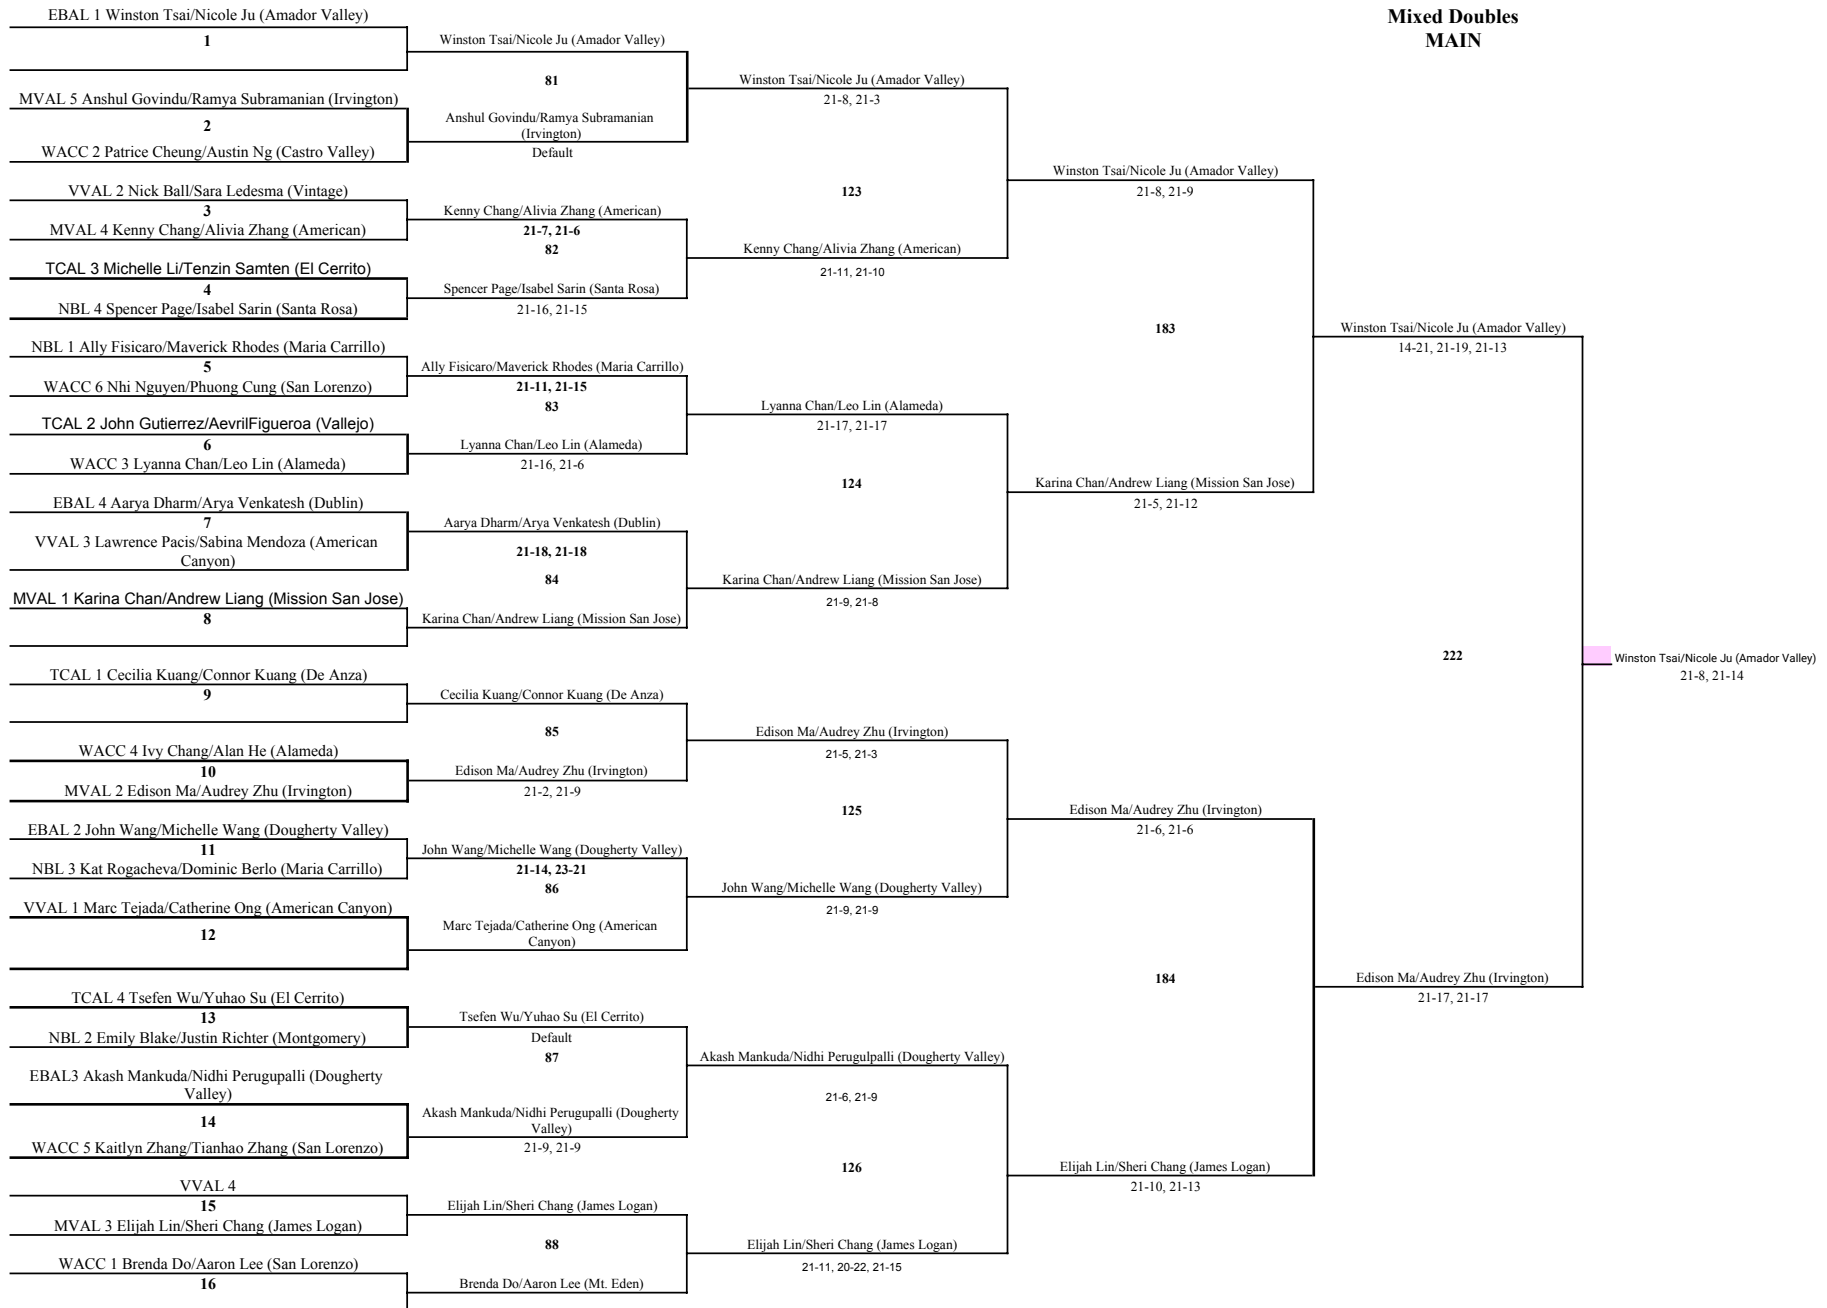 Mixed Doubles
MAIN
EBAL 1 Winston Tsai/Nicole Ju (Amador Valley)
1
MVAL 5 Anshul Govindu/Ramya Subramanian (Irvington)
2
WACC 2 Patrice Cheung/Austin Ng (Castro Valley)
VVAL 2 Nick Ball/Sara Ledesma (Vintage)
3
MVAL 4 Kenny Chang/Alivia Zhang (American)
TCAL 3 Michelle Li/Tenzin Samten (El Cerrito)
4
NBL 4 Spencer Page/Isabel Sarin (Santa Rosa)
NBL 1 Ally Fisicaro/Maverick Rhodes (Maria Carrillo)
5
WACC 6 Nhi Nguyen/Phuong Cung (San Lorenzo)
TCAL 2 John Gutierrez/AevrilFigueroa (Vallejo)
6
WACC 3 Lyanna Chan/Leo Lin (Alameda)
EBAL 4 Aarya Dharm/Arya Venkatesh (Dublin)
7
VVAL 3 Lawrence Pacis/Sabina Mendoza (American
Canyon)
MVAL 1 Karina Chan/Andrew Liang (Mission San Jose)
8
TCAL 1 Cecilia Kuang/Connor Kuang (De Anza)
9
WACC 4 Ivy Chang/Alan He (Alameda)
10
MVAL 2 Edison Ma/Audrey Zhu (Irvington)
EBAL 2 John Wang/Michelle Wang (Dougherty Valley)
11
NBL 3 Kat Rogacheva/Dominic Berlo (Maria Carrillo)
VVAL 1 Marc Tejada/Catherine Ong (American Canyon)
12
TCAL 4 Tsefen Wu/Yuhao Su (El Cerrito)
13
NBL 2 Emily Blake/Justin Richter (Montgomery)
EBAL3 Akash Mankuda/Nidhi Perugupalli (Dougherty
Valley)
14
WACC 5 Kaitlyn Zhang/Tianhao Zhang (San Lorenzo)
VVAL 4
15
MVAL 3 Elijah Lin/Sheri Chang (James Logan)
WACC 1 Brenda Do/Aaron Lee (San Lorenzo)
16
Winston Tsai/Nicole Ju (Amador Valley)
81
Anshul Govindu/Ramya Subramanian
(Irvington)
Default
Kenny Chang/Alivia Zhang (American)
21-7, 21-6
82
Spencer Page/Isabel Sarin (Santa Rosa)
21-16, 21-15
Ally Fisicaro/Maverick Rhodes (Maria Carrillo)
21-11, 21-15
83
Lyanna Chan/Leo Lin (Alameda)
21-16, 21-6
Aarya Dharm/Arya Venkatesh (Dublin)
21-18, 21-18
84
Karina Chan/Andrew Liang (Mission San Jose)
Cecilia Kuang/Connor Kuang (De Anza)
85
Edison Ma/Audrey Zhu (Irvington)
21-2, 21-9
John Wang/Michelle Wang (Dougherty Valley)
21-14, 23-21
86
Marc Tejada/Catherine Ong (American
Canyon)
Tsefen Wu/Yuhao Su (El Cerrito)
Default
87
Akash Mankuda/Nidhi Perugupalli (Dougherty
Valley)
21-9, 21-9
Elijah Lin/Sheri Chang (James Logan)
88
Brenda Do/Aaron Lee (Mt. Eden)
Winston Tsai/Nicole Ju (Amador Valley)
21-8, 21-3
123
Kenny Chang/Alivia Zhang (American)
21-11, 21-10
Lyanna Chan/Leo Lin (Alameda)
21-17, 21-17
124
Karina Chan/Andrew Liang (Mission San Jose)
21-9, 21-8
Edison Ma/Audrey Zhu (Irvington)
21-5, 21-3
125
John Wang/Michelle Wang (Dougherty Valley)
21-9, 21-9
Akash Mankuda/Nidhi Perugulpalli (Dougherty Valley)
21-6, 21-9
126
Elijah Lin/Sheri Chang (James Logan)
21-11, 20-22, 21-15
Winston Tsai/Nicole Ju (Amador Valley)
21-8, 21-9
183
Karina Chan/Andrew Liang (Mission San Jose)
21-5, 21-12
Edison Ma/Audrey Zhu (Irvington)
21-6, 21-6
184
Elijah Lin/Sheri Chang (James Logan)
21-10, 21-13
Winston Tsai/Nicole Ju (Amador Valley)
14-21, 21-19, 21-13
222
Edison Ma/Audrey Zhu (Irvington)
21-17, 21-17
Winston Tsai/Nicole Ju (Amador Valley)
21-8, 21-14